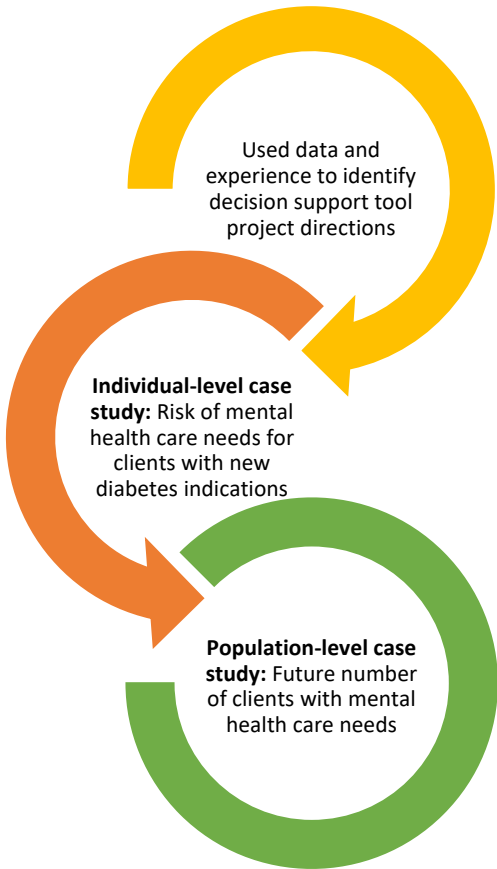 Used data and
experience to identify
decision support tool
project directions
Individual-level case
study: Risk of mental
health care needs for
clients with new
diabetes indications
Population-level case
study: Future number
of clients with mental
health care needs